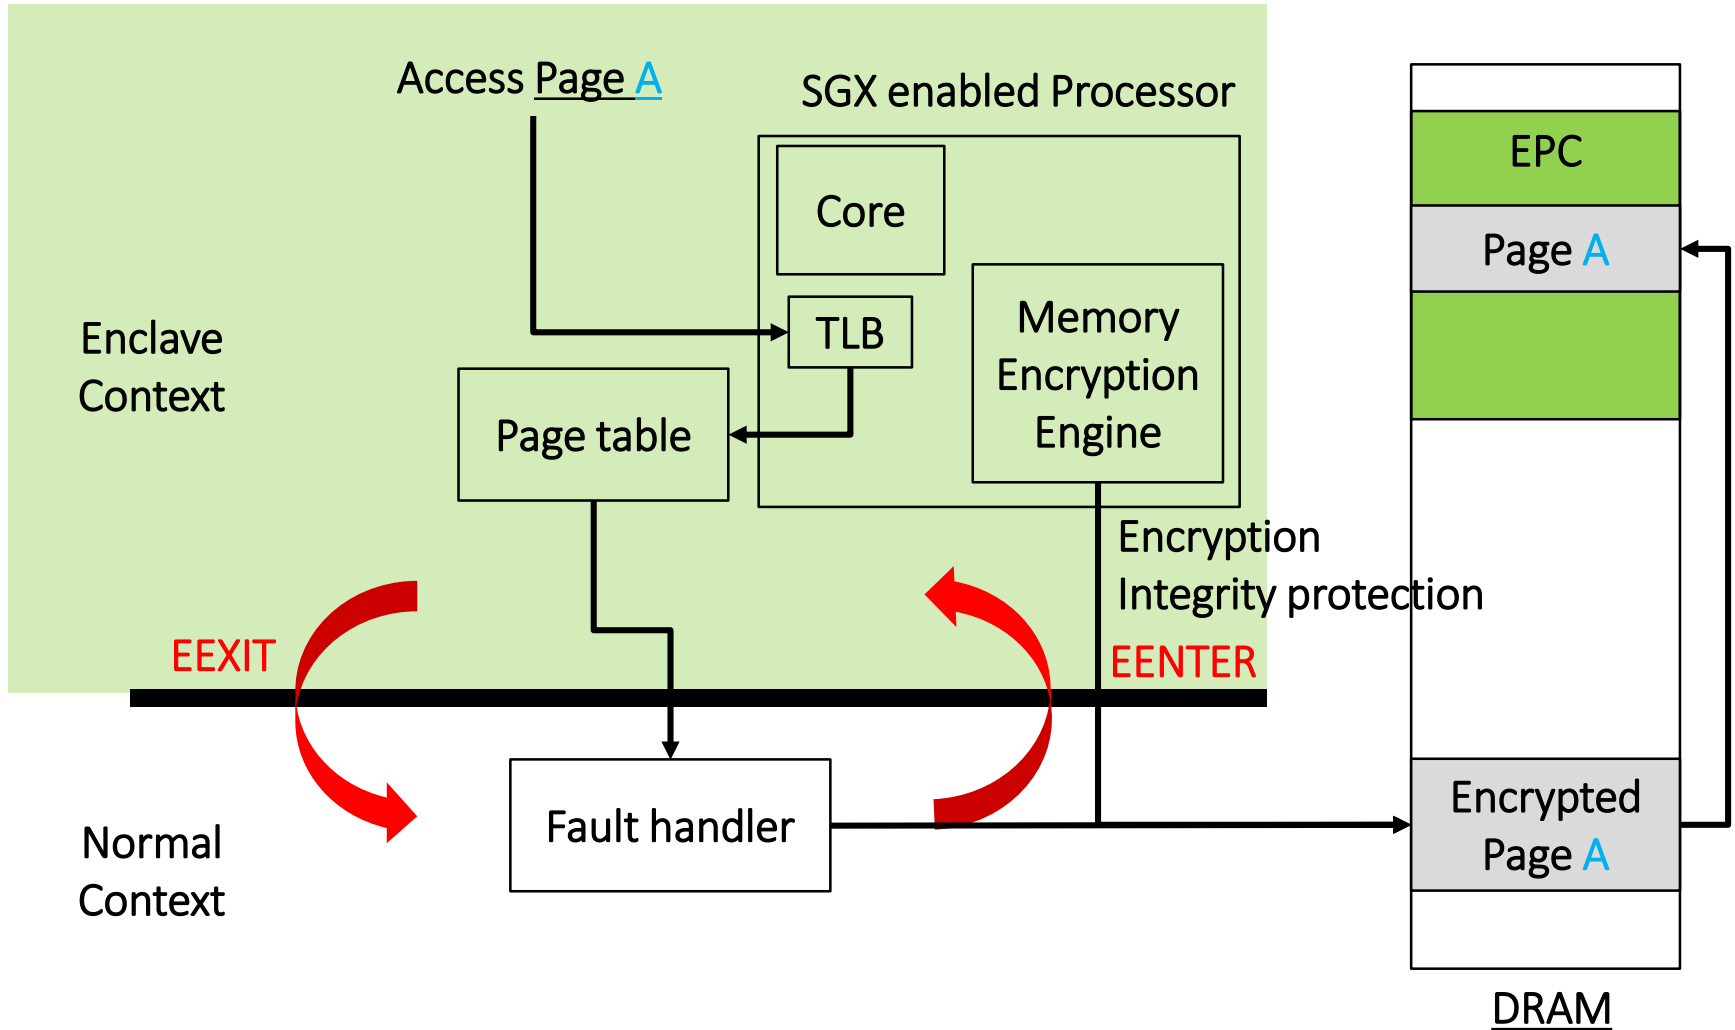 Access Page A
SGX enabled Processor
Core
TLB
Memory
Encryption
Engine
Page table
Enclave
Context
Encryption
Integrity protection
EEXIT
EENTER
Fault handler
Normal
Context
EPC
Page A
Encrypted
Page A
DRAM